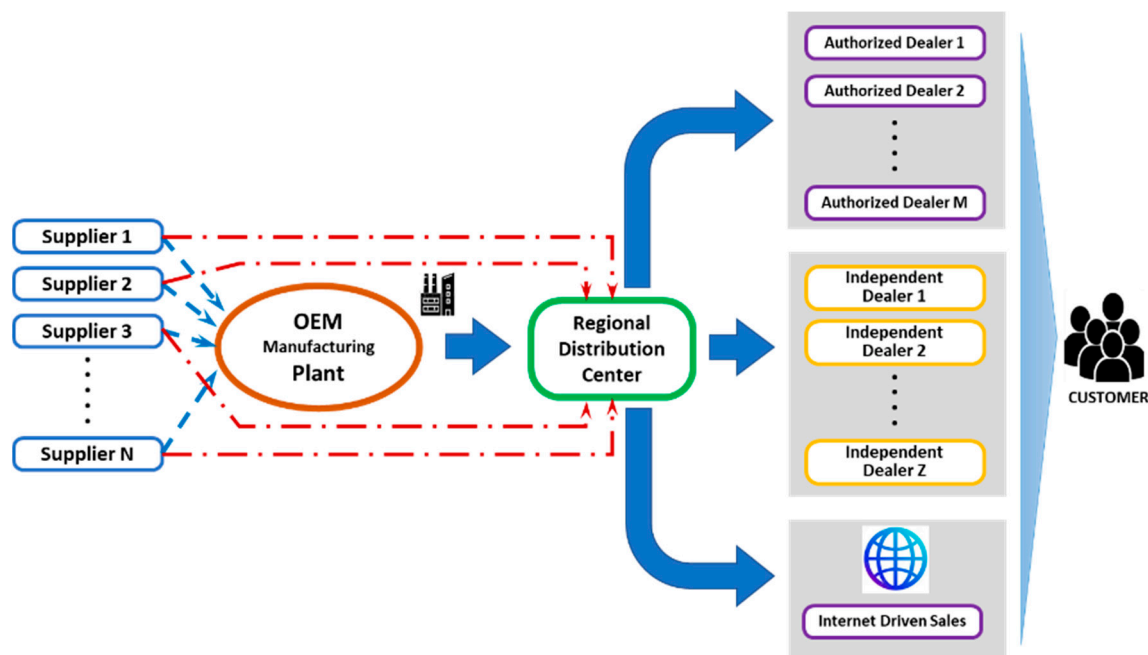 Supplier 1
Supplier 2
Supplier 3
Supplier N
OEM
Manufacturing
Plant
Regional
Distribution
Center
Authorized Dealer 1
Authorized Dealer 2
Authorized Dealer M
Independent
Dealer 1
Independent
Dealer 2
Independent
Dealer Z
Internet Driven Sales
CUSTOMER